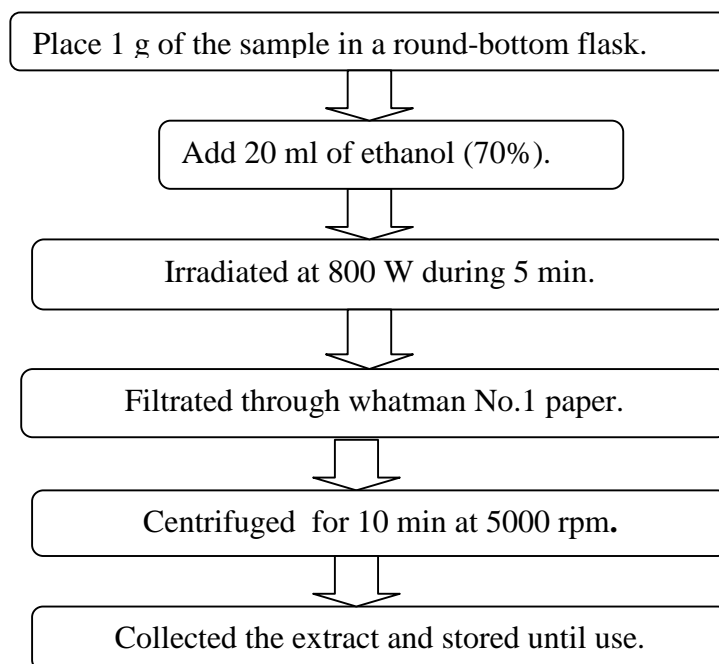 Place 1 g of the sample in a round-bottom flask.
Add 20 ml of ethanol (70%).
Irradiated at 800 W during 5 min.
Filtrated through whatman No.1 paper.
Centrifuged for 10 min at 5000 rpm.
Collected the extract and stored until use.